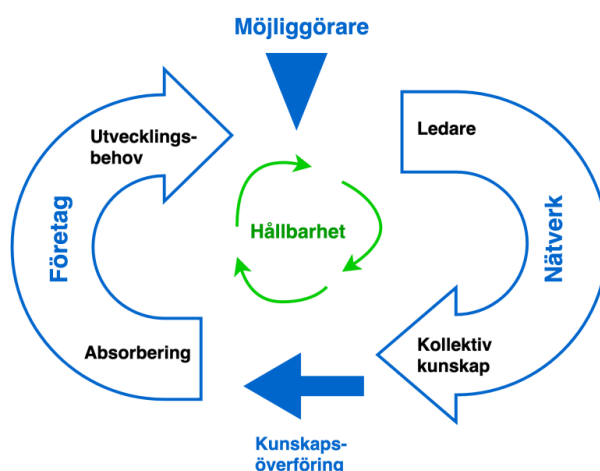 Möjliggörare
Utvecklings-
behov
Ledare
Företag
Hållbarhet
Nätverk
Absorbering
Kollektiv
kunskap
Kunskaps-
överföring